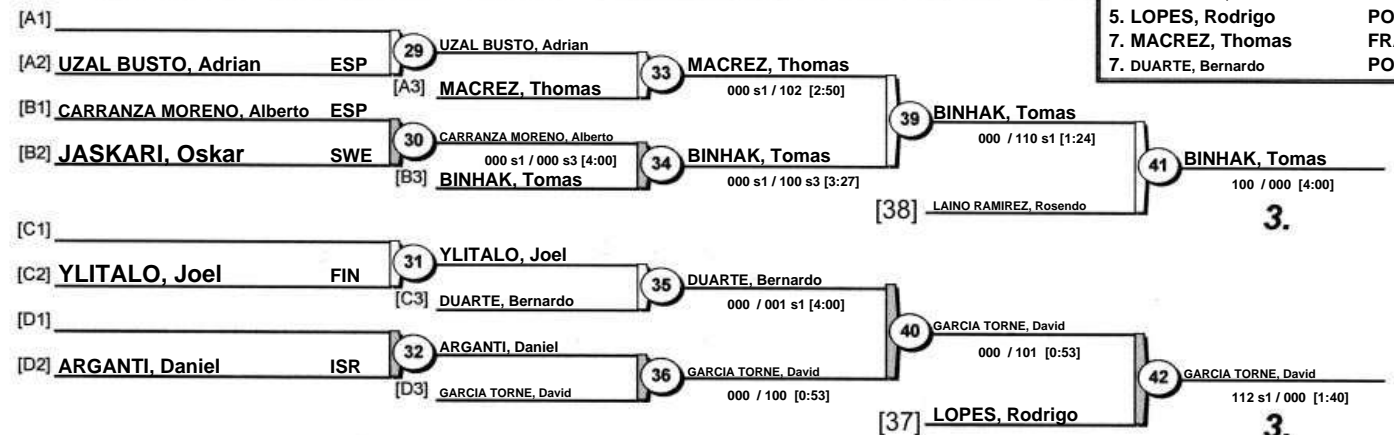 5. LOPES, Rodrigo PO
7. MACREZ, Thomas FRA
7. DUARTE, Bernardo PO
[A1]
[A2] UZAL BUSTO, Adrian ESP
29 UZAL BUSTO, Adrian
[A3] MACREZ, Thomas
33 MACREZ, Thomas
000 s1 / 102 [2:50]
[B1] CARRANZA MORENO, Alberto ESP
[B2] JASKARI, Oskar SWE
30 CARRANZA MORENO, Alberto
000 s1 / 000 s3 [4:00]
[B3] BINHAK, Tomas
34 BINHAK, Tomas
000 s1 / 100 s3 [3:27]
39 BINHAK, Tomas
000 / 110 s1 [1:24]
[38] LAINO RAMIREZ, Rosendo
41 BINHAK, Tomas
100 / 000 [4:00]
3.
[C1]
[C2] YLITALO, Joel FIN
31 YLITALO, Joel
[C3] DUARTE, Bernardo
35 DUARTE, Bernardo
000 / 001 s1 [4:00]
[D1]
[D2] ARGANTI, Daniel ISR
32 ARGANTI, Daniel
[D3] GARCIA TORNE, David
36 GARCIA TORNE, David
000 / 100 [0:53]
40 GARCIA TORNE, David
000 / 101 [0:53]
[37] LOPES, Rodrigo
42 GARCIA TORNE, David
112 s1 / 000 [1:40]
3.